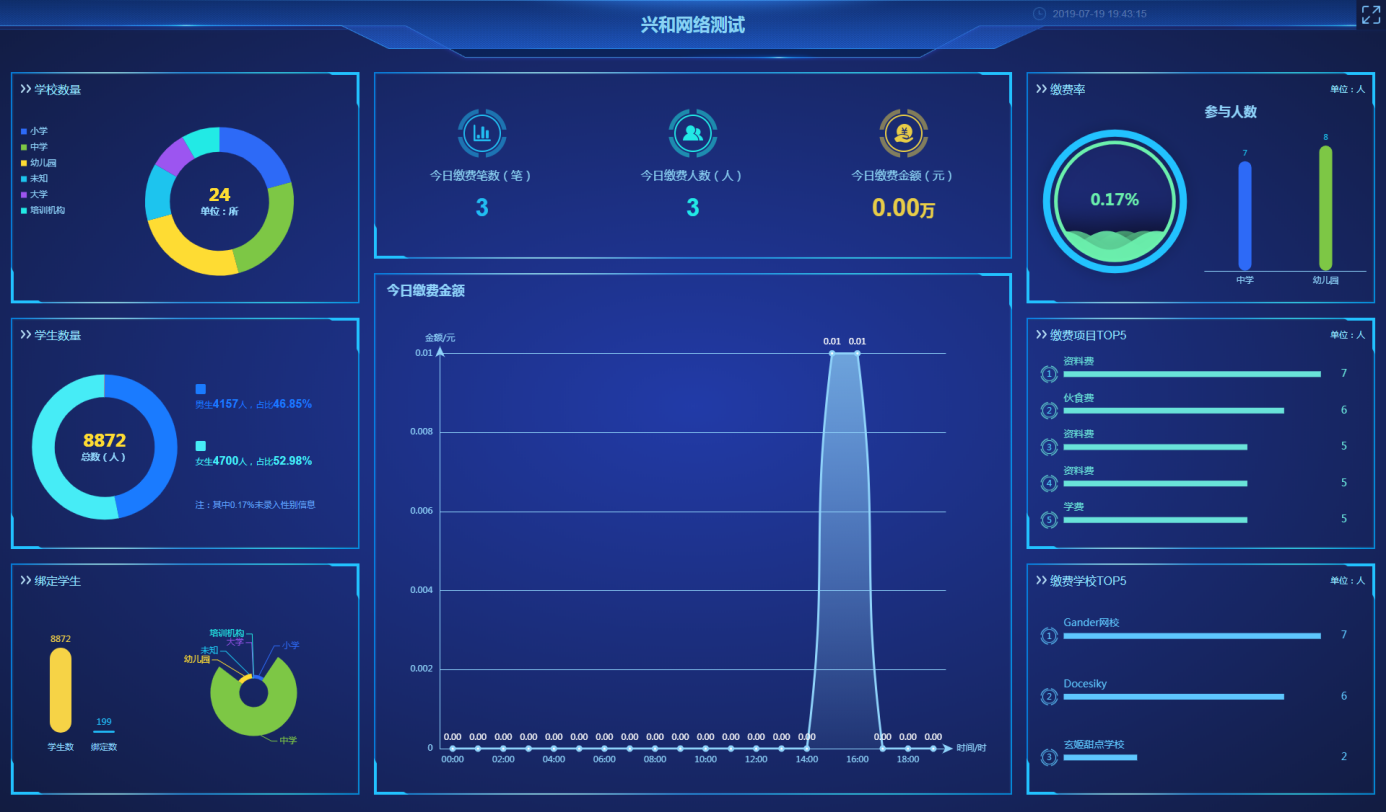 兴和网络测试
2019-07-19 19:43:15
学校数量
小学
中学
幼儿园
未知
大学
培训机构
24
单位：所
学生数量
8872
总数（人）
男生4157人，占比46.85%
女生4700人，占比52.98%
注：其中0.17%未录入性别信息
绑定学生
8872
199
学生数 绑定数
培训机构
大学
未知
幼儿园
小学
中学
今日缴费笔数（笔） 今日缴费人数（人） 今日缴费金额（元）
3 3 0.00万
今日缴费金额
金额/元
0.01
0.008
0.006
0.004
0.002
0
0.01 0.01
0.00 0.00 0.00 0.00 0.00 0.00 0.00 0.00 0.00 0.00 0.00 0.00 0.00 0.00 0.00 0.00 0.00 0.00
00:00 02:00 04:00 06:00 08:00 10:00 12:00 14:00 16:00 18:00
时间/时
缴费率 单位：人
参与人数
0.17%
7
8
中学 幼儿园
缴费项目TOP5 单位：人
资料费
1 7
伙食费
2 6
资料费
3 5
资料费
4 5
学费
5 5
缴费学校TOP5 单位：人
Gander网校
1 7
Docesiky
2 6
玄姬甜点学校
3 2